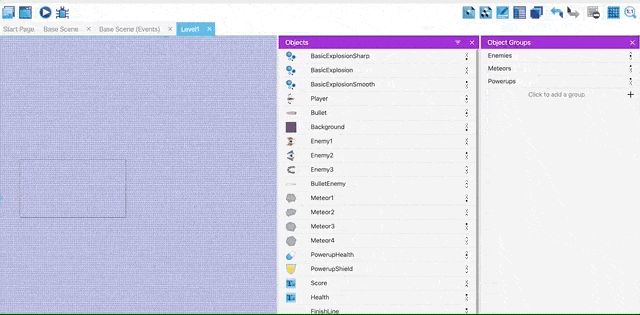 Start Page
Base Scene
Base Scene (Events)
Level1
Objects
BasicExplosionSharp
BasicExplosion
BasicExplosionSmooth
Player
Bullet
Background
Enemy1
Enemy2
Enemy3
BulletEnemy
Meteor1
Meteor2
Meteor3
Meteor4
PowerupHealth
PowerupShield
Score
Health
FinishLine
Object Groups
Enemies
Meteors
Powerups
Click to add a group